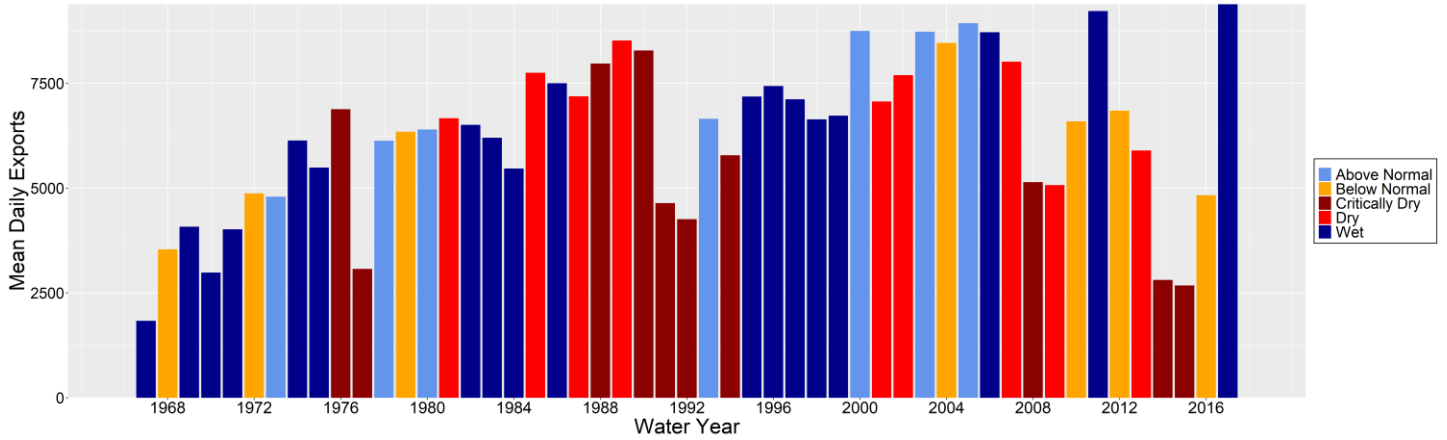 Mean Daily Exports
7500
5000
2500
0
1968 1972 1976 1980 1984 1988 1992 1996 2000 2004 2008 2012 2016
Water Year
Above Normal
Below Normal
Critically Dry
Dry
Wet